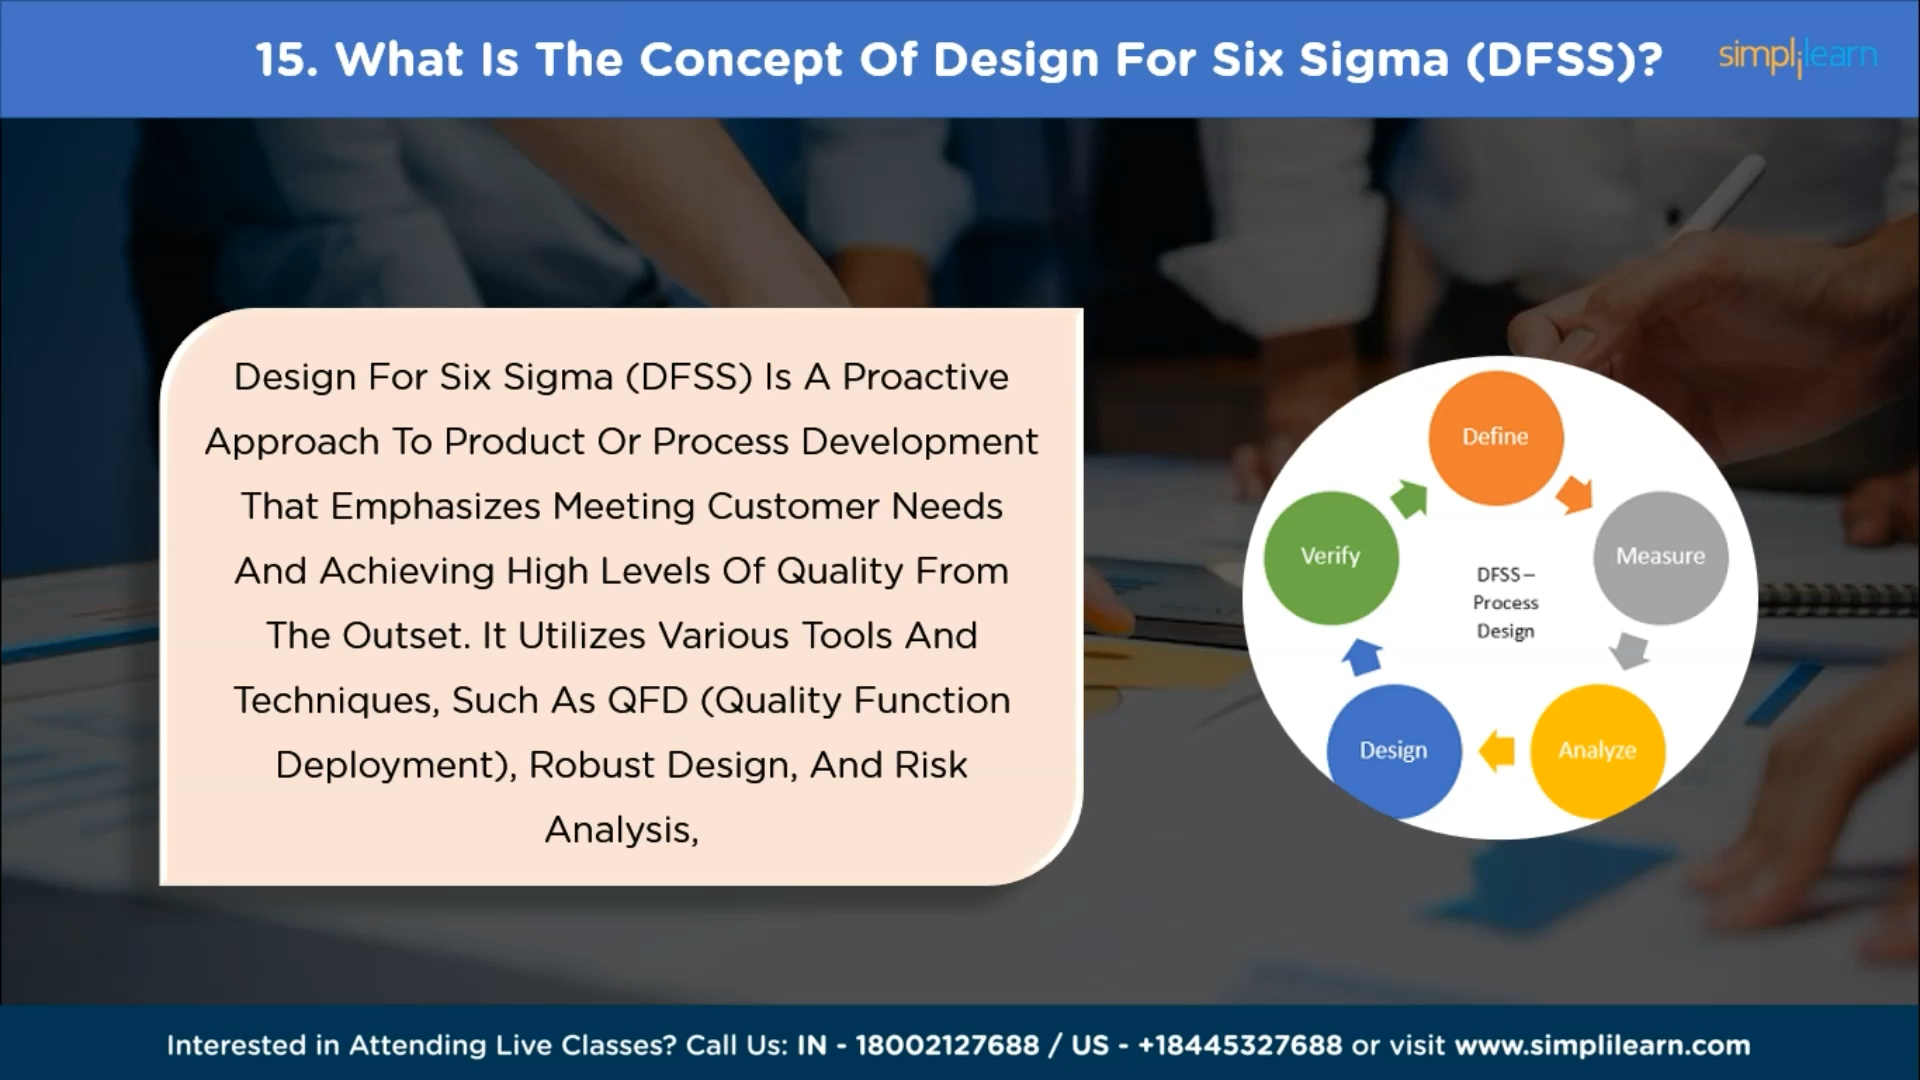 15. What Is The Concept Of Design For Six Sigma (DFSS)?
simplilearn
Design For Six Sigma (DFSS) Is A Proactive
Approach To Product Or Process Development
That Emphasizes Meeting Customer Needs
And Achieving High Levels Of Quality From
The Outset. It Utilizes Various Tools And
Techniques, Such As QFD (Quality Function
Deployment), Robust Design, And Risk
Analysis,
Define
Measure
Analyze
Design
Verify
DFSS–
Process
Design
Interested in Attending Live Classes? Call Us: IN - 18002127688 / US - +18445327688 or visit www.simplilearn.com